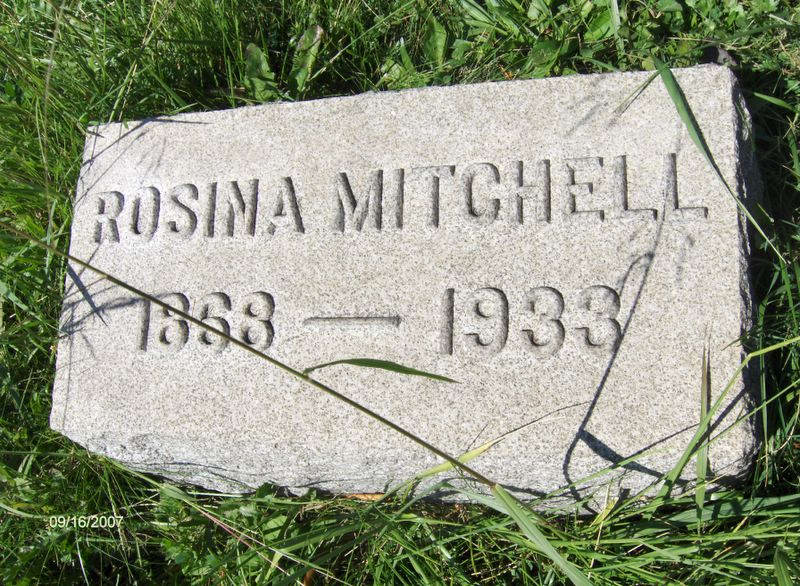 ROSINA MITCHELL
1868 — 1933
09/16/2007